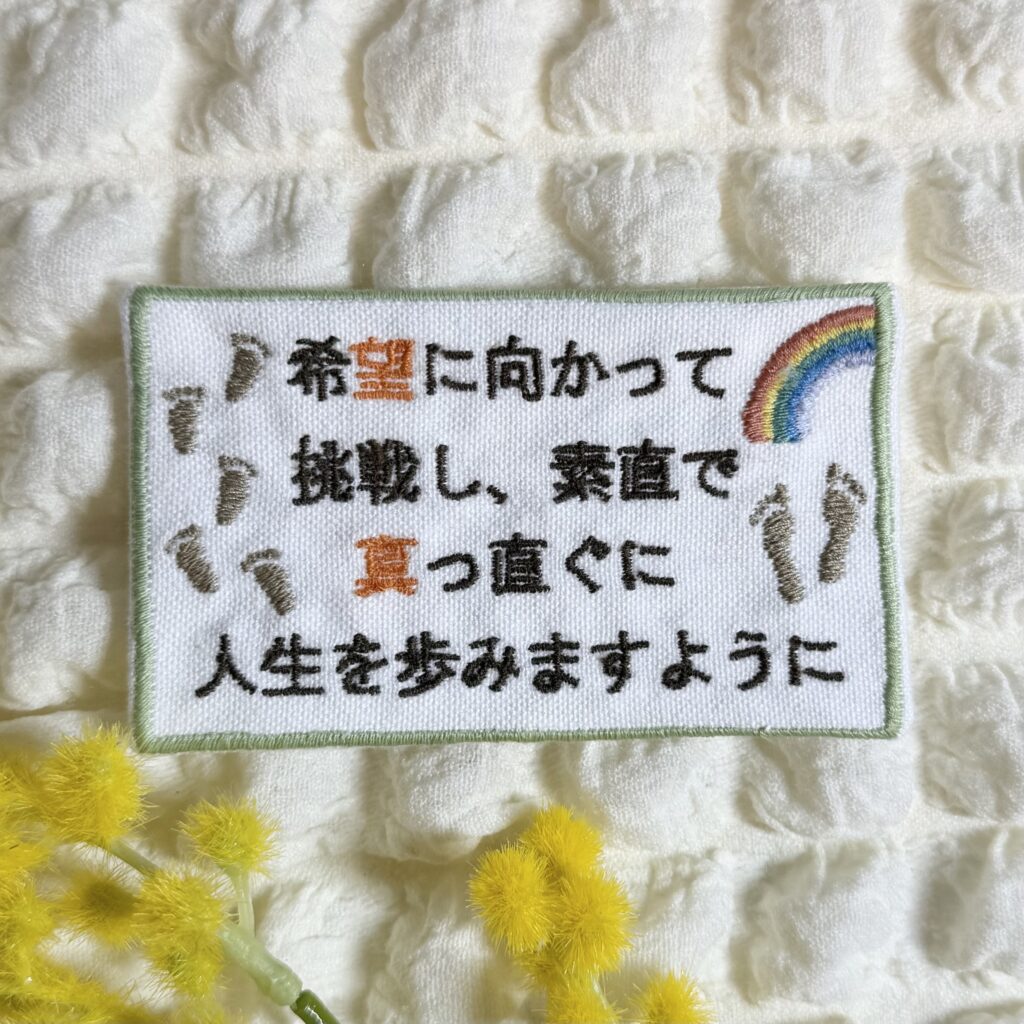 希望に向かって
挑戦し、素直で
真っ直ぐに
人生を歩みますように